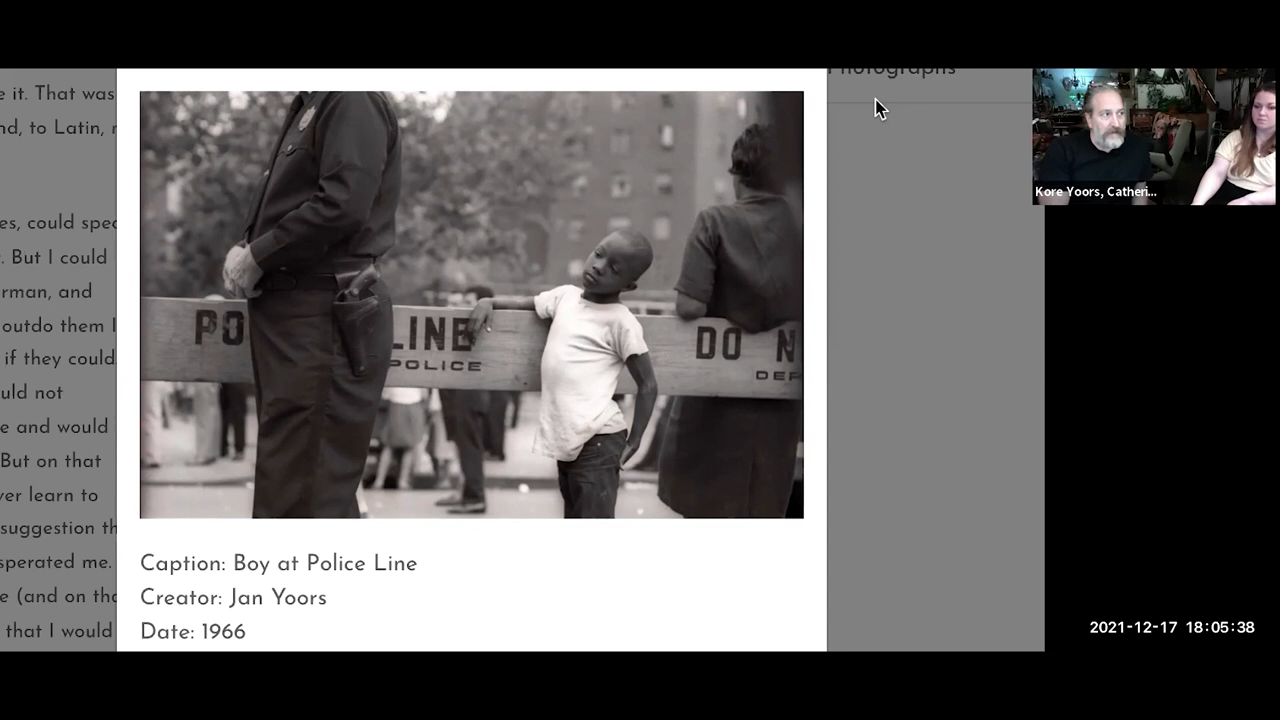 Photographs
e it. That was
nd, to Latin, r
es, could spec
. But I could
rman, and
outdo them I
if they could.
uld not
e and would
But on that
ver learn to
suggestion th
sperated me.
e (and on tha
that I would
PO LINE DO N
POLICE DEP
Caption: Boy at Police Line
Creator: Jan Yoors
Date: 1966
Kore Yoors, Catheri...
2021-12-17 18:05:38